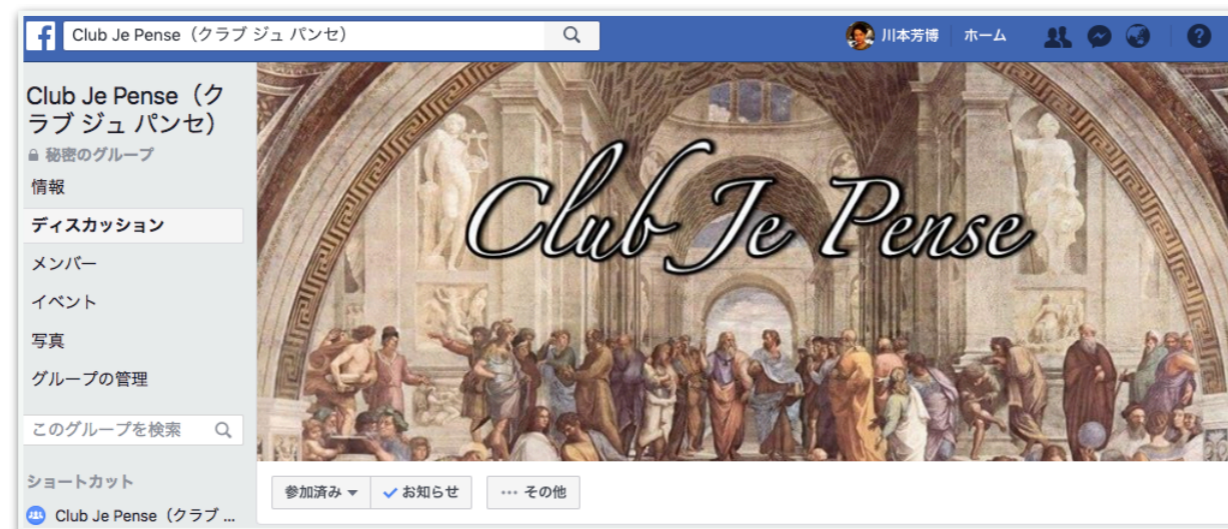 Club Je Pense（クラブ ジュ パンセ）
川本芳博
ホーム
Club Je Pense（ク
ラブ ジュ パンセ）
秘密のグループ
情報
ディスカッション
メンバー
イベント
写真
グループの管理
このグループを検索
ショートカット
Club Je Pense（クラブ ...
Club Je Pense
参加済み
お知らせ
その他